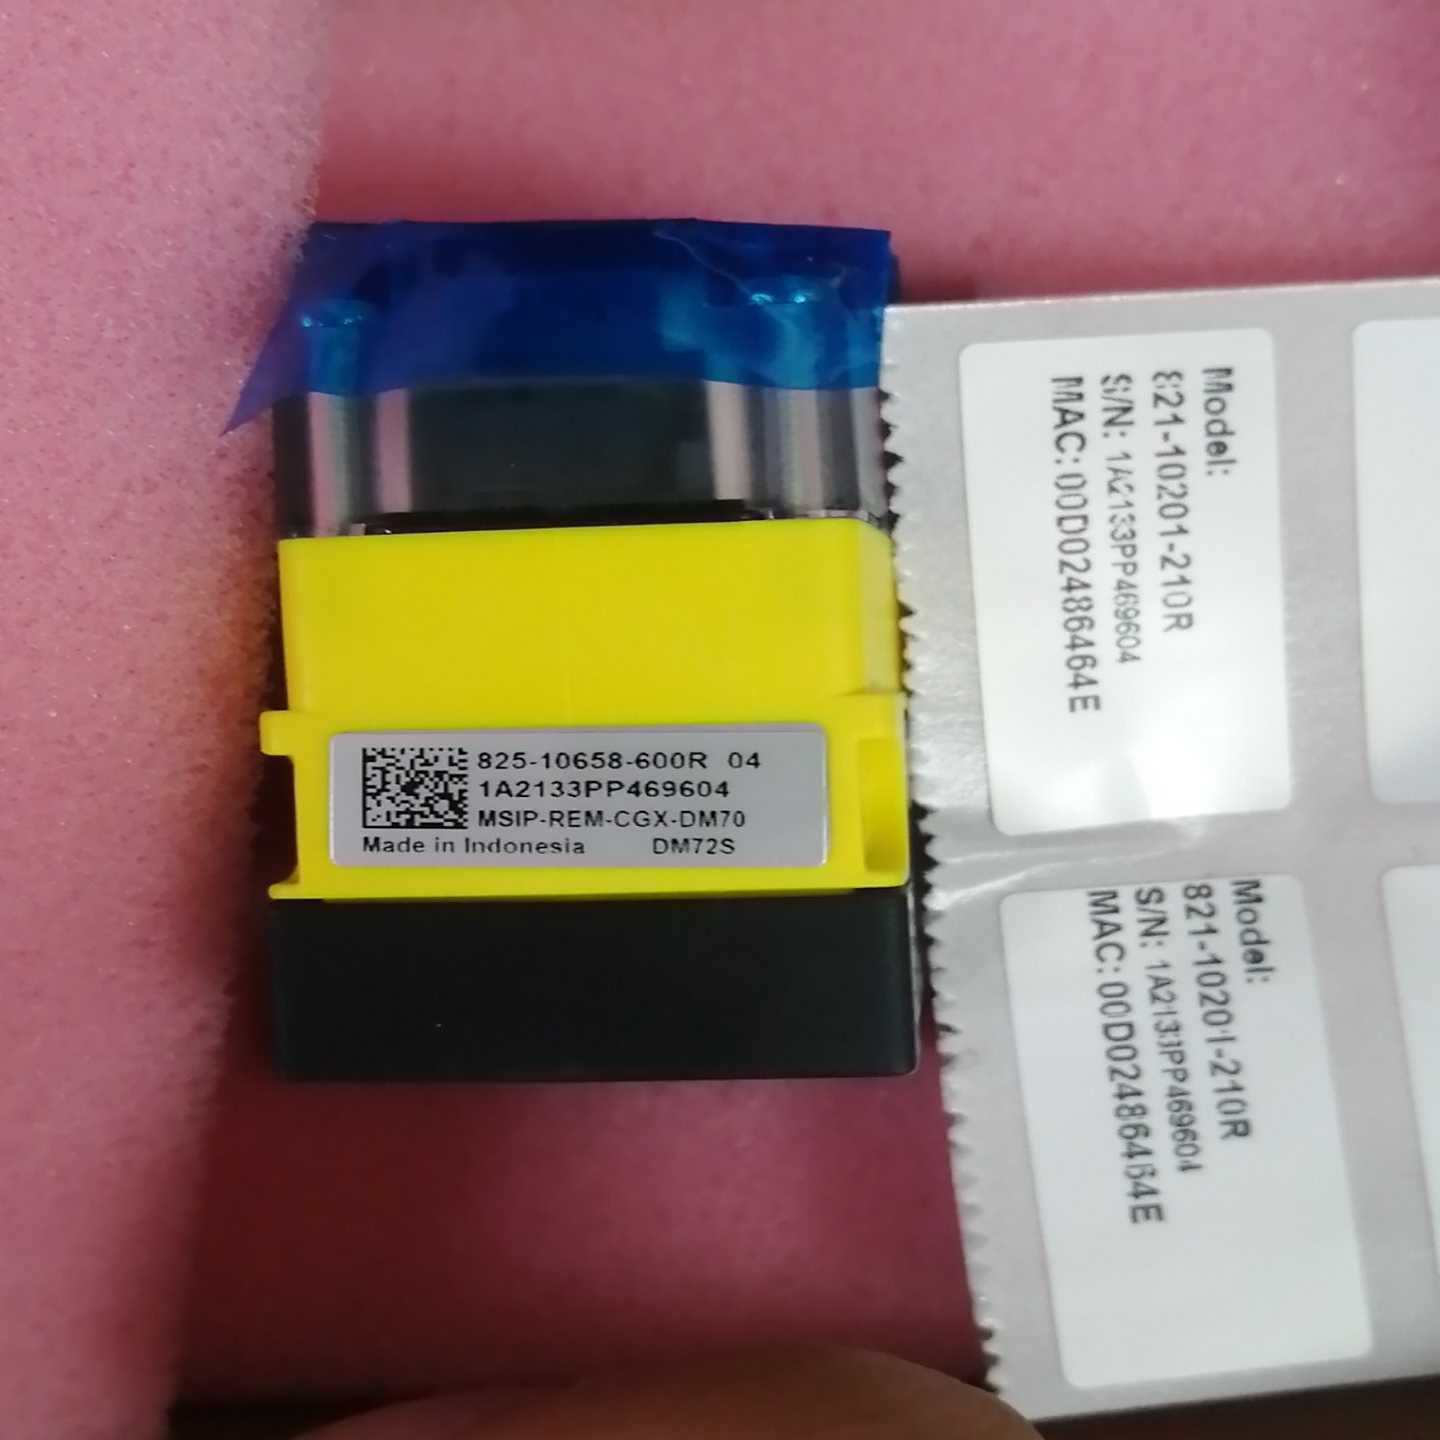 825-10658-600R 04
1A2133PP469604
MSIP-REM-CGX-DM70
Made in Indonesia DM72S
Model:
821-10201-210R
S/N: 1A2133PP469604
MAC:00D02486464E
Model:
821-10201-210R
S/N: 1A2133PP469604
MAC:00D02486464E